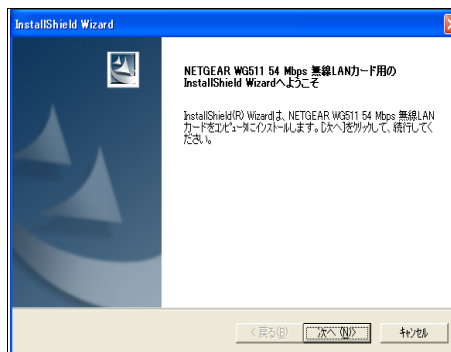 InstallShield Wizard
NETGEAR WG511 54 Mbps 無線LANカード用の
InstallShield Wizardへようこそ
InstallShield(R) Wizardは、NETGEAR WG511 54 Mbps 無線LAN
カードをコンピュータにインストールします。[次へ]をクリックして、続行してく
ださい。
< 戻る(B)
次へ(N)>
キャンセル